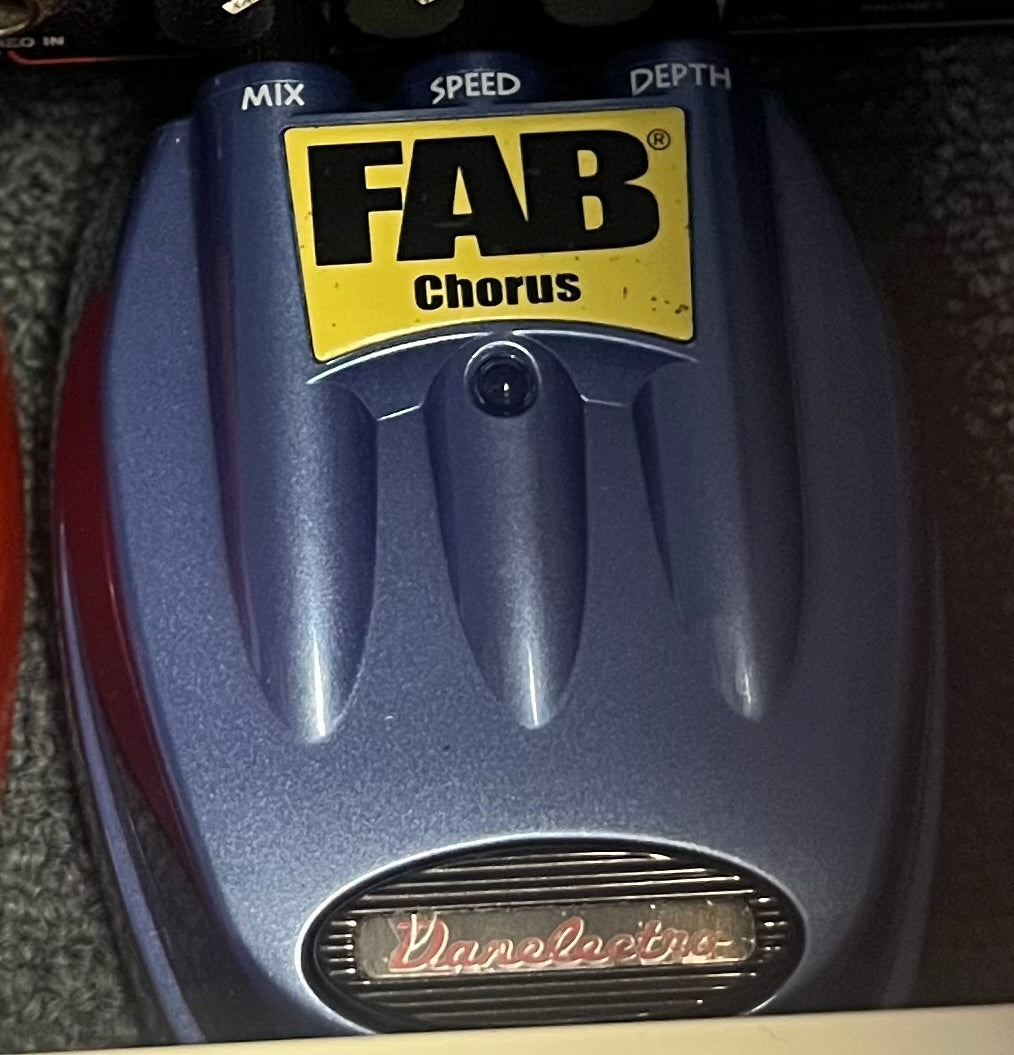 MIX SPEED DEPTH
FAB®
Chorus
Danelectro